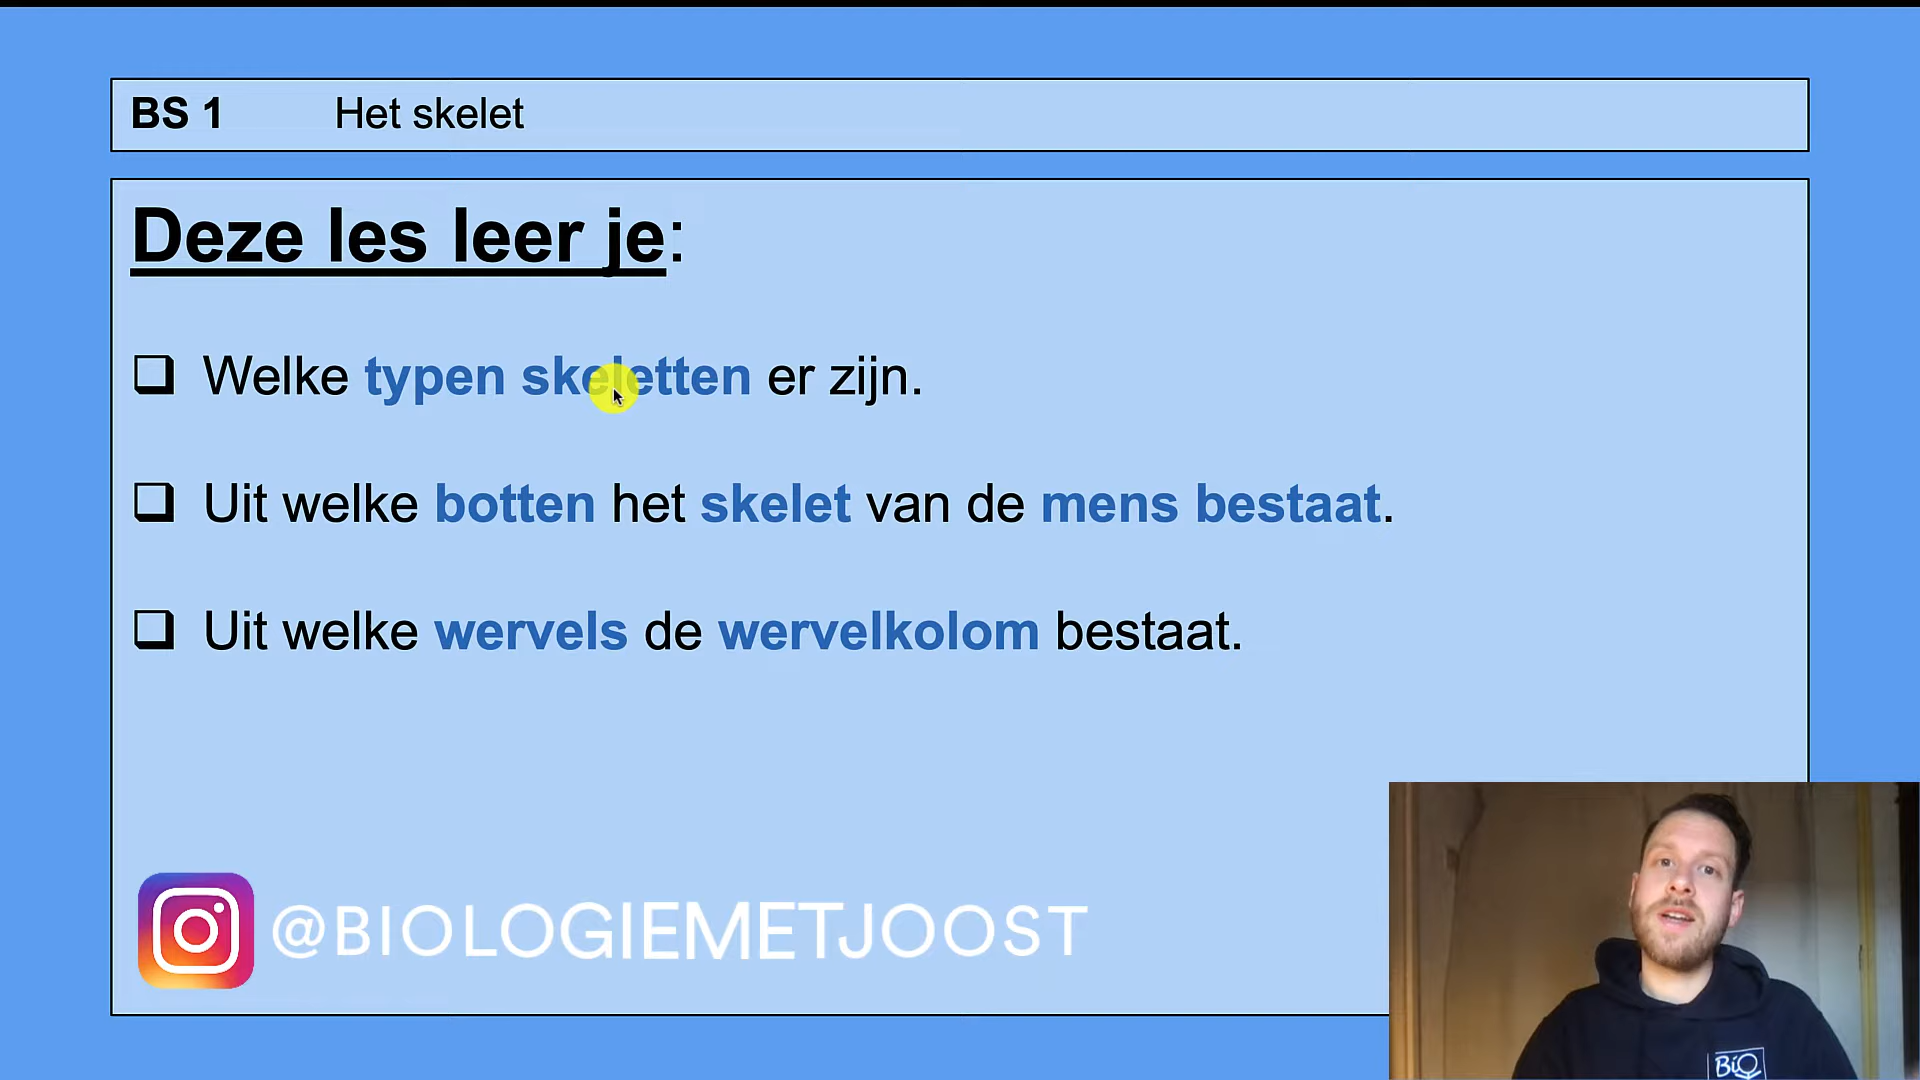 BS 1 Het skelet
Deze les leer je:
Welke typen skeletten er zijn.
Uit welke botten het skelet van de mens bestaat.
Uit welke wervels de wervelkolom bestaat.
@BIOLOGIEMETJOOST
BiO